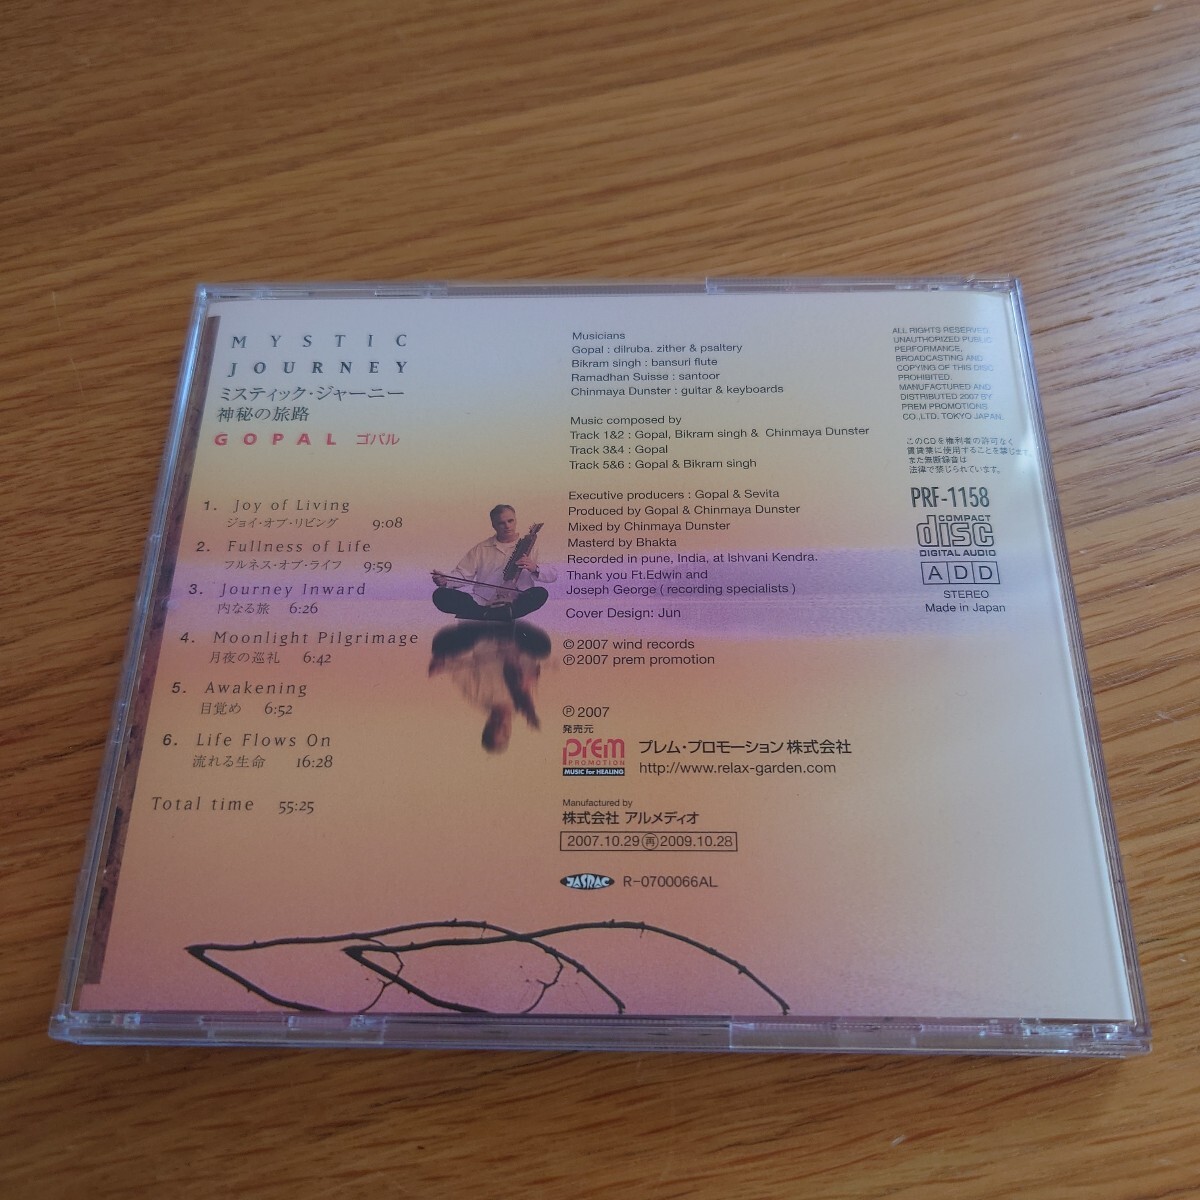 MYSTIC
JOURNEY
ミスティック・ジャーニー
神秘の旅路
GOPAL ゴパル
1. Joy of Living
ジョイ・オブ・リビング 9:08
2. Fullness of Life
フルネス・オブ・ライフ 9:59
3. Journey Inward
内なる旅 6:26
4. Moonlight Pilgrimage
月夜の巡礼 6:42
5. Awakening
目覚め 6:52
6. Life Flows On
流れる生命 16:28
Total time 55:25
Musicians
Gopal : dilruba. zither & psaltery
Bikram singh : bansuri flute
Ramadhan Suisse : santoor
Chinmaya Dunster : guitar & keyboards
Music composed by
Track 1&2 : Gopal, Bikram singh & Chinmaya Dunster
Track 3&4 : Gopal
Track 5&6 : Gopal & Bikram singh
Executive producers : Gopal & Sevita
Produced by Gopal & Chinmaya Dunster
Mixed by Chinmaya Dunster
Masterd by Bhakta
Recorded in pune, India, at Ishvani Kendra.
Thank you Ft.Edwin and
Joseph George ( recording specialists )
Cover Design: Jun
©2007 wind records
℗2007 prem promotion
℗ 2007
発売元
PREM
PROMOTION
MUSIC for HEALING
プレム・プロモーション 株式会社
http://www.relax-garden.com
Manufactured by
株式会社 アルメディオ
2007.10.29 再 2009.10.28
JASRAC R-0700066AL
ALL RIGHTS RESERVED.
UNAUTHORIZED PUBLIC
PERFORMANCE,
BROADCASTING AND
COPYING OF THIS DISC
PROHIBITED.
MANUFACTURED AND
DISTRIBUTED 2007 BY
PREM PROMOTIONS
CO.,LTD. TOKYO JAPAN.
このCDを権利者の許可なく
賃貸業に使用することを禁じます。
また無断録音は
法律で禁じられています。
PRF-1158
COMPACT
disc
DIGITAL AUDIO
ADD
STEREO
Made in Japan